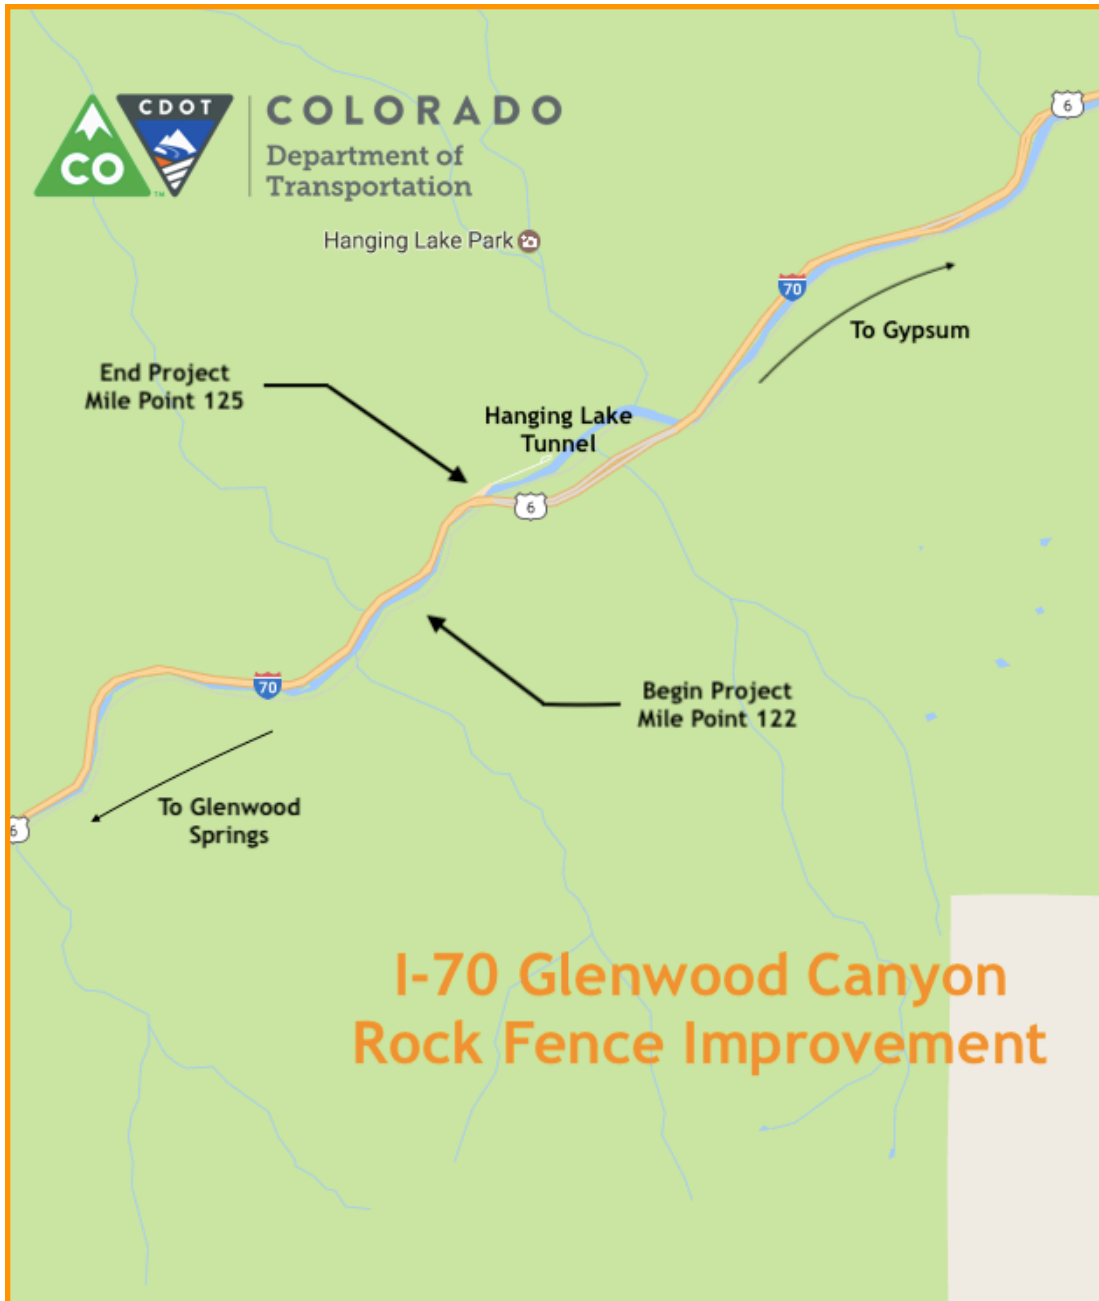 CDOT
CO
TM
COLORADO
Department of
Transportation
6
Hanging Lake Park
70
To Gypsum
End Project
Mile Point 125
Hanging Lake
Tunnel
6
70
Begin Project
Mile Point 122
To Glenwood
Springs
6
I-70 Glenwood Canyon
Rock Fence Improvement